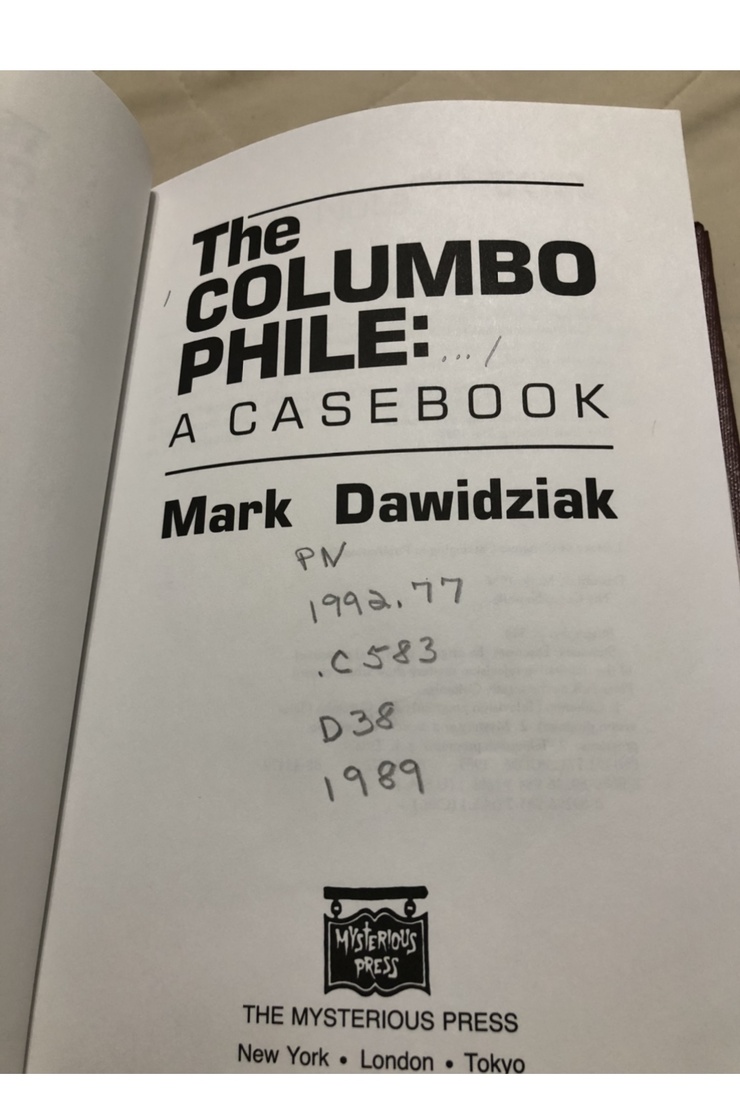 The
COLUMBO
PHILE: ... /
A CASEBOOK
Mark Dawidziak
PN
1992.77
.C583
D38
1989
MYSTERIOUS
PRESS
THE MYSTERIOUS PRESS
New York • London • Tokyo